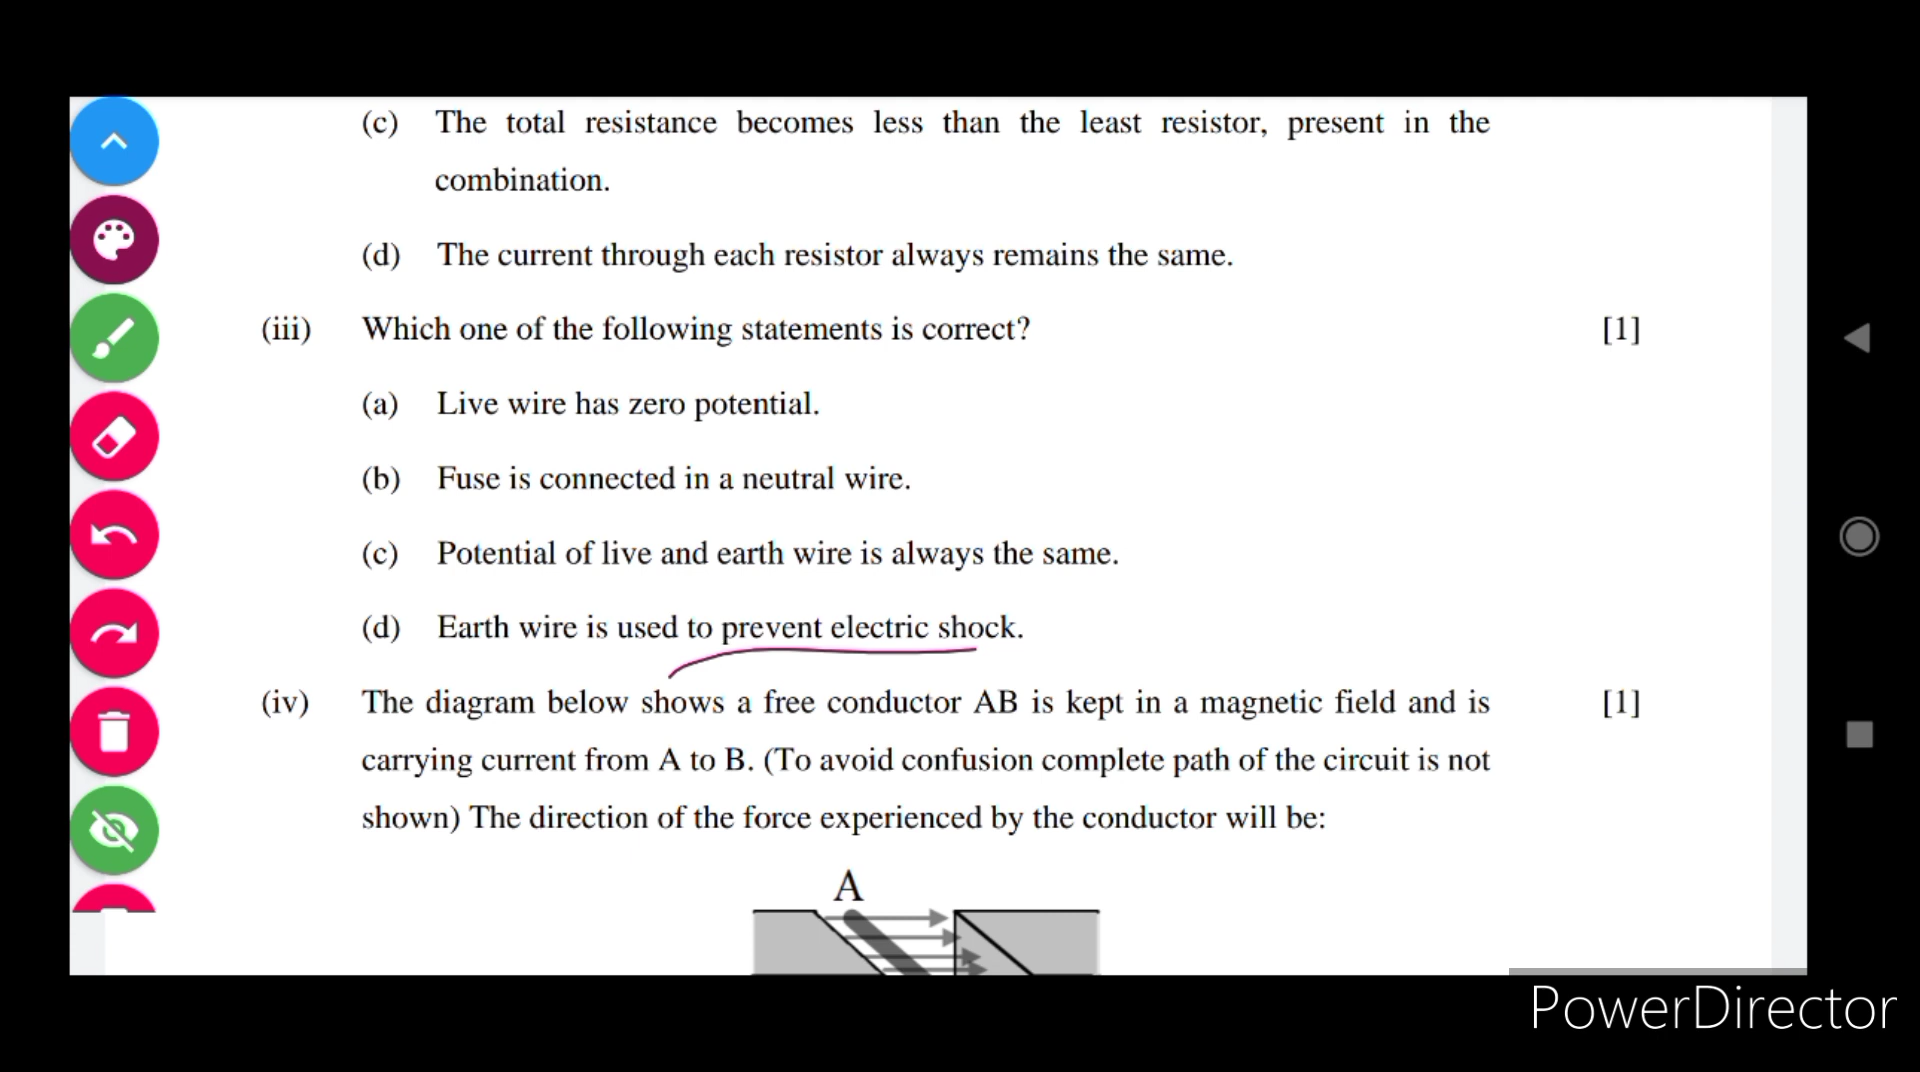 (c) The total resistance becomes less than the least resistor, present in the
combination.
(d) The current through each resistor always remains the same.
(iii) Which one of the following statements is correct? [1]
(a) Live wire has zero potential.
(b) Fuse is connected in a neutral wire.
(c) Potential of live and earth wire is always the same.
(d) Earth wire is used to prevent electric shock.
(iv) The diagram below shows a free conductor AB is kept in a magnetic field and is [1]
carrying current from A to B. (To avoid confusion complete path of the circuit is not
shown) The direction of the force experienced by the conductor will be:
A
PowerDirector